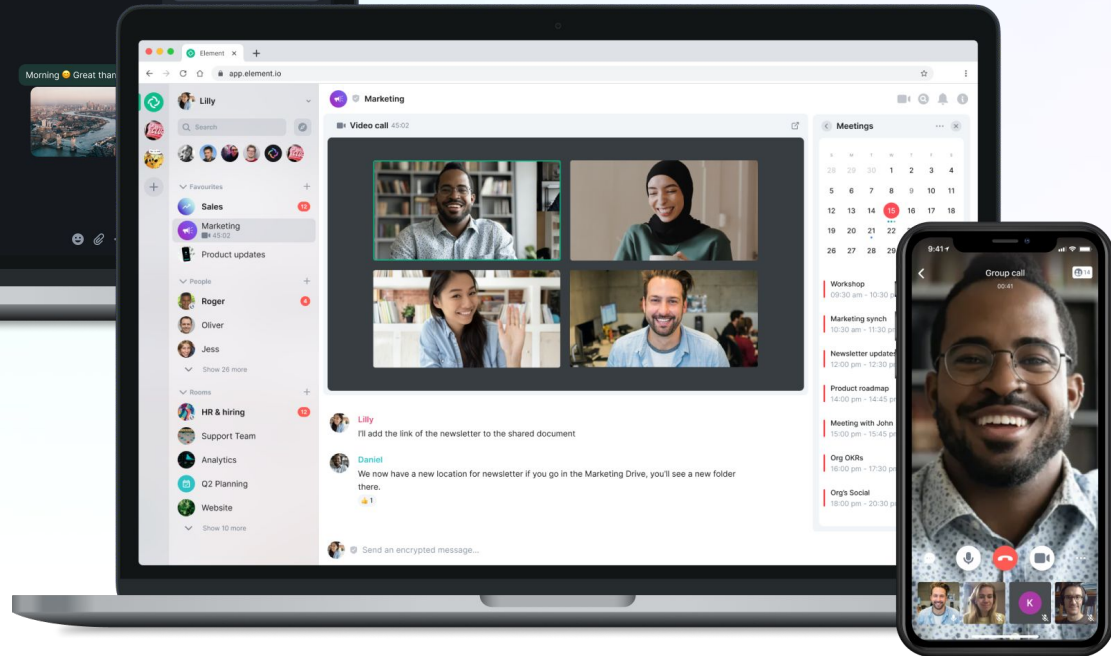 Morning 😊 Great than
Element
app.element.io
Lilly
Search
Favourites
Sales
12
Marketing
45:02
Product updates
People
Roger
4
Oliver
Jess
Show 26 more
Rooms
HR & hiring
12
Support Team
Analytics
Q2 Planning
Website
Show 10 more
Marketing
Video call 45:02
Lilly
I'll add the link of the newsletter to the shared document
Daniel
We now have a new location for newsletter if you go in the Marketing Drive, you'll see a new folder
there.
👍 1
Send an encrypted message...
Meetings
S M T W T F S
28 29 30 1 2 3 4
5 6 7 8 9 10 11
12 13 14 15 16 17 18
19 20 21 22
26 27 28 29
Workshop
09:30 am - 10:30 p
Marketing synch
10:30 am - 11:30 p
Newsletter updates
12:00 pm - 12:30 p
Product roadmap
14:00 pm - 14:45 p
Meeting with John
15:00 pm - 15:45 p
Org OKRs
16:00 pm - 17:30 p
Org's Social
18:00 pm - 20:30 p
9:41
Group call
00:41
14
K